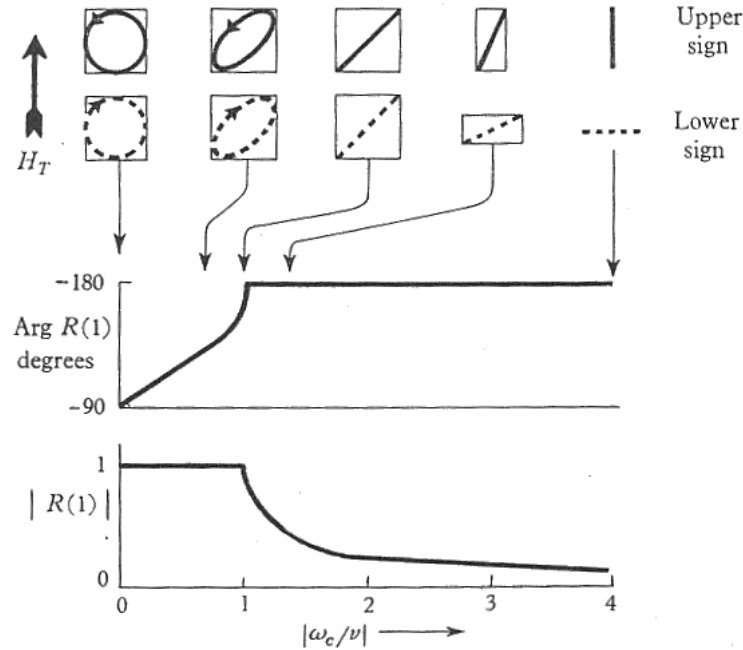 Upper
sign
Lower
sign
H_T
−180
Arg R(1)
degrees
−90
1
| R(1) |
0
0 1 2 3 4
|ω_c/ν|